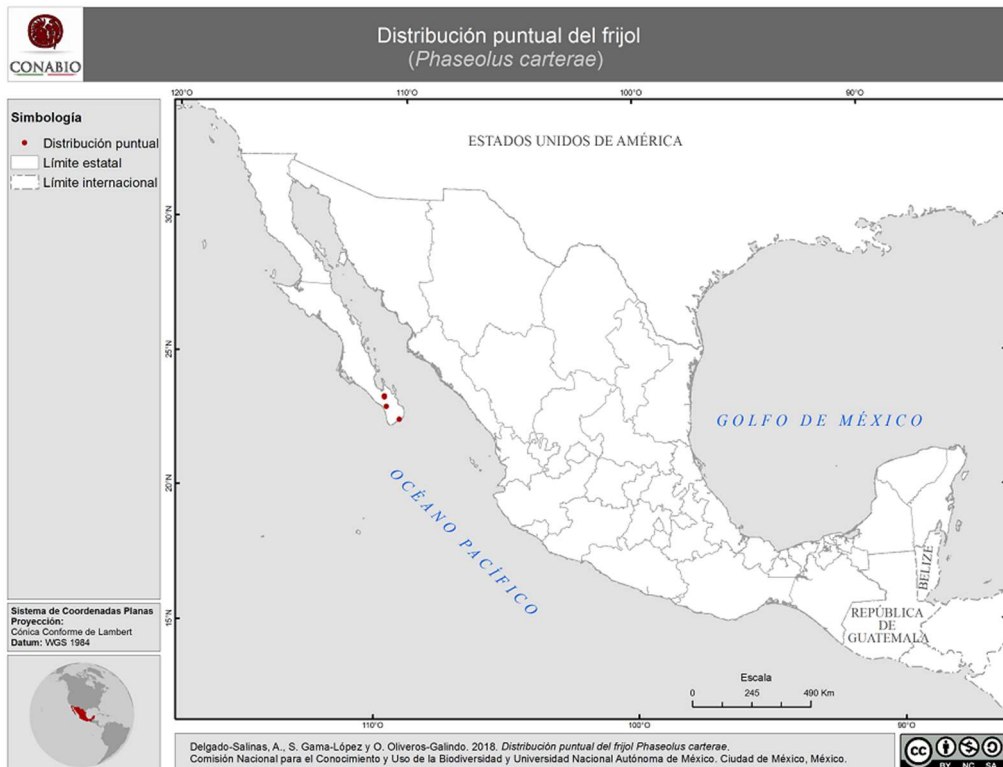 CONABIO
Distribución puntual del frijol
(Phaseolus carterae)
Simbología
Distribución puntual
Límite estatal
Límite internacional
120°O
110°O
100°O
90°O
30°N
25°N
20°N
15°N
ESTADOS UNIDOS DE AMÉRICA
GOLFO DE MÉXICO
OCÉANO PACÍFICO
BELIZE
REPÚBLICA
DE
GUATEMALA
Escala
0 245 490 Km
110°O
100°O
90°O
Sistema de Coordenadas Planas
Proyección:
Cónica Conforme de Lambert
Datum: WGS 1984
Delgado-Salinas, A., S. Gama-López y O. Oliveros-Galindo. 2018. Distribución puntual del frijol Phaseolus carterae.
Comisión Nacional para el Conocimiento y Uso de la Biodiversidad y Universidad Nacional Autónoma de México. Ciudad de México, México.
cc
BY NC SA